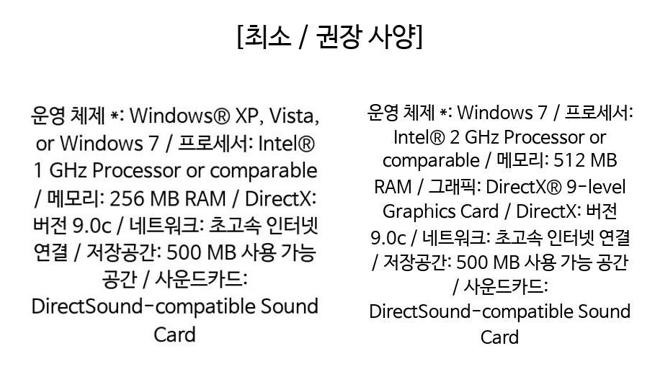 [최소 / 권장 사양]
운영 체제 *: Windows® XP, Vista,
or Windows 7 / 프로세서: Intel®
1 GHz Processor or comparable
/ 메모리: 256 MB RAM / DirectX:
버전 9.0c / 네트워크: 초고속 인터넷
연결 / 저장공간: 500 MB 사용 가능
공간 / 사운드카드:
DirectSound-compatible Sound
Card
운영 체제 *: Windows 7 / 프로세서:
Intel® 2 GHz Processor or
comparable / 메모리: 512 MB
RAM / 그래픽: DirectX® 9-level
Graphics Card / DirectX: 버전
9.0c / 네트워크: 초고속 인터넷 연결
/ 저장공간: 500 MB 사용 가능 공간
/ 사운드카드:
DirectSound-compatible Sound
Card